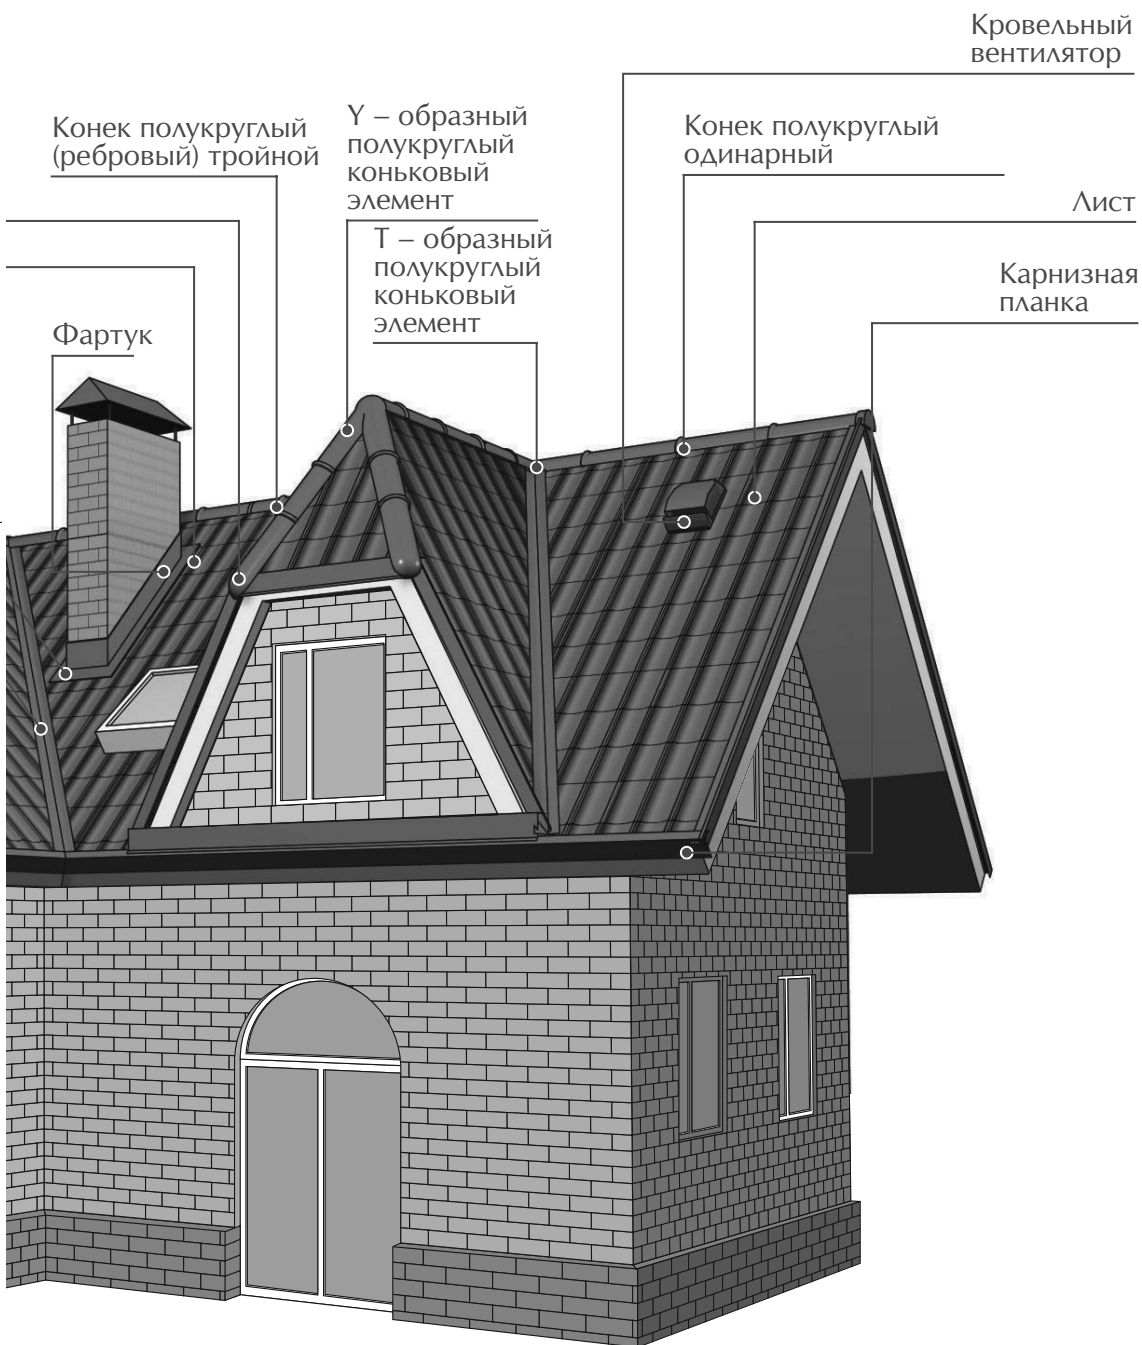 Кровельный
вентилятор
Конек полукруглый
(ребровый) тройной
Y – образный
полукруглый
коньковый
элемент
Конек полукруглый
одинарный
Лист
Т – образный
полукруглый
коньковый
элемент
Карнизная
планка
Фартук